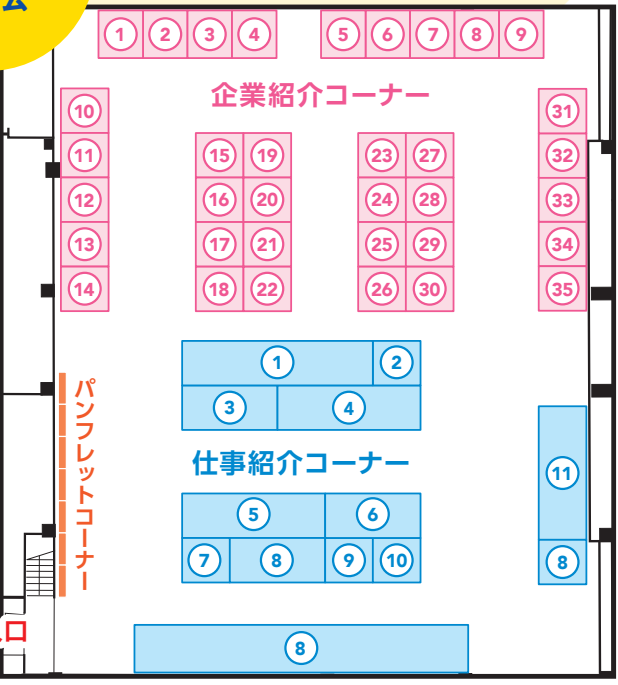 会
① ② ③ ④ ⑤ ⑥ ⑦ ⑧ ⑨
企業紹介コーナー
⑩ ⑪ ⑫ ⑬ ⑭
⑮ ⑲
⑯ ⑳
⑰ ㉑
⑱ ㉒
㉓ ㉗
㉔ ㉘
㉕ ㉙
㉖ ㉚
㉛ ㉜ ㉝ ㉞ ㉟
① ②
③ ④
仕事紹介コーナー
⑤ ⑥
⑦ ⑧ ⑨ ⑩
⑪
⑧
⑧
パンフレットコーナー
口